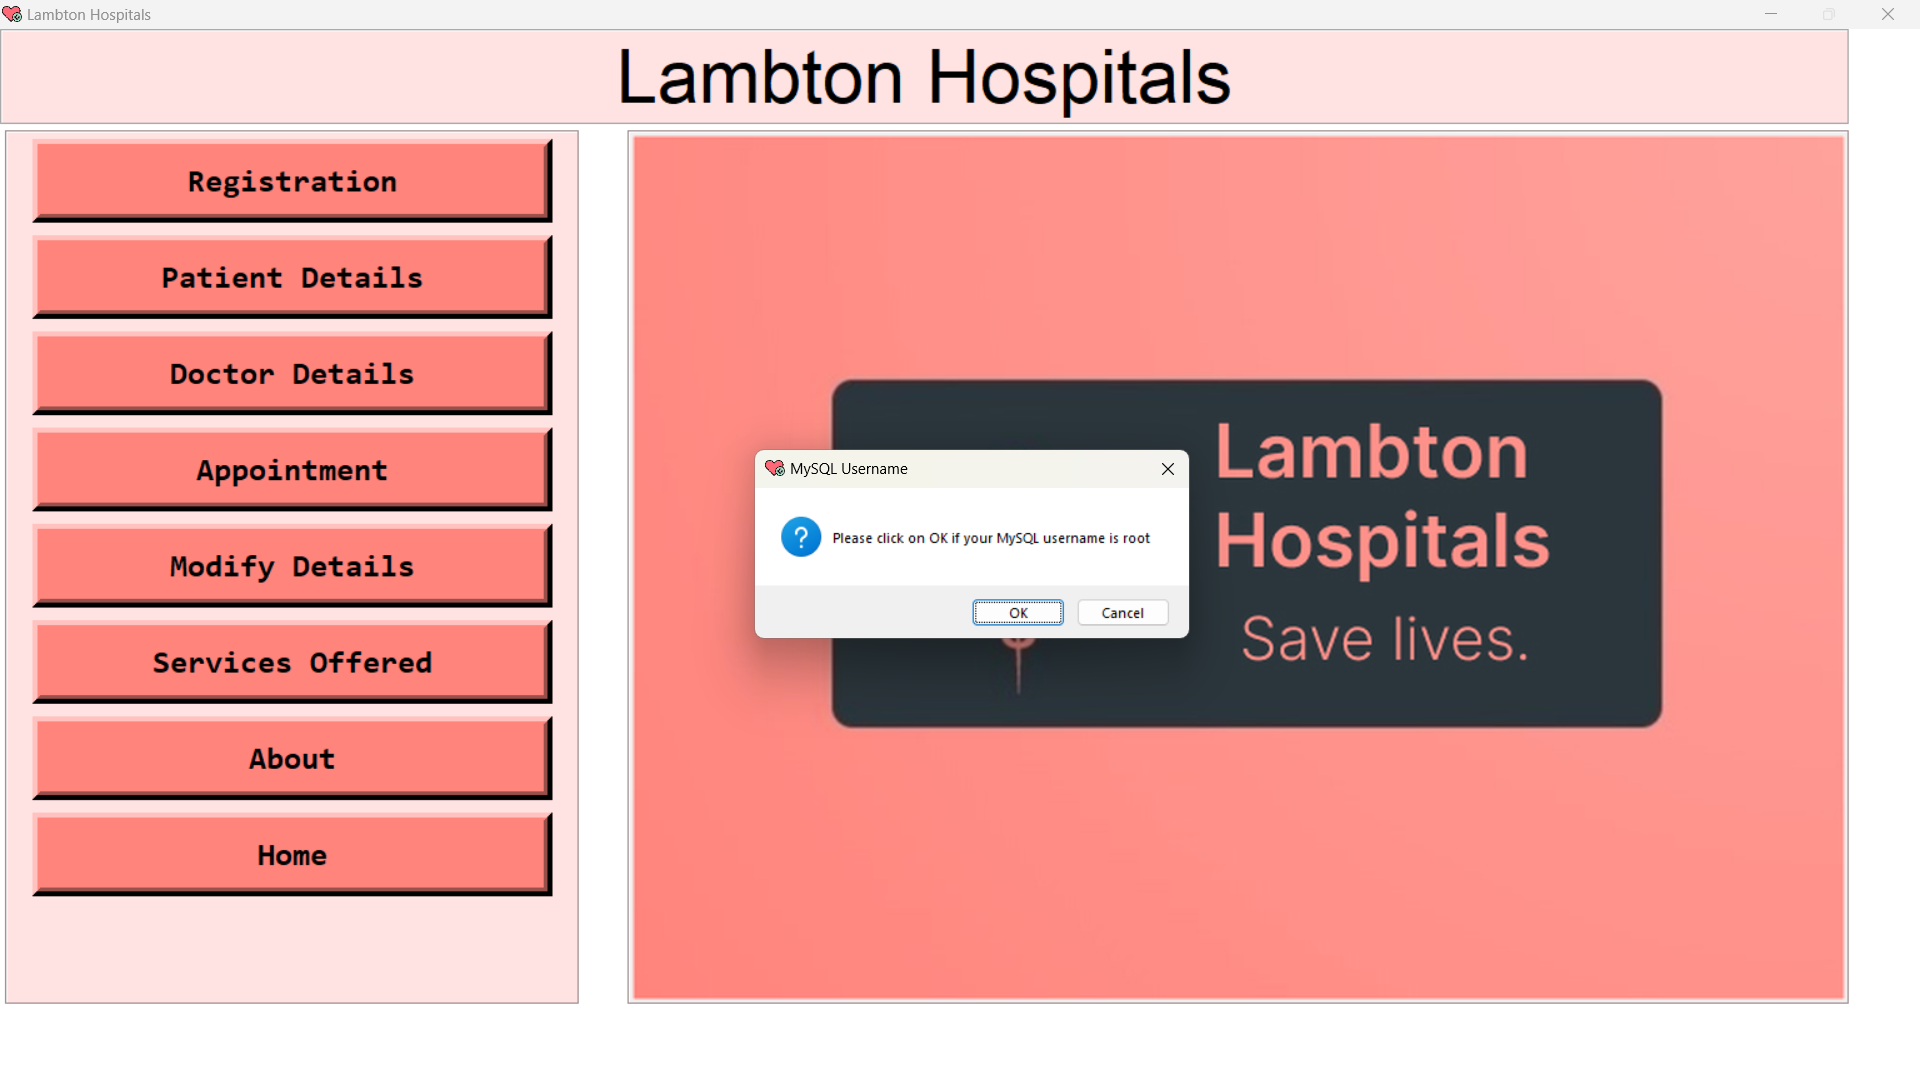 Lambton Hospitals
Lambton Hospitals
Registration
Patient Details
Doctor Details
Appointment
Modify Details
Services Offered
About
Home
Lambton
Hospitals
Save lives.
MySQL Username
?
Please click on OK if your MySQL username is root
OK
Cancel